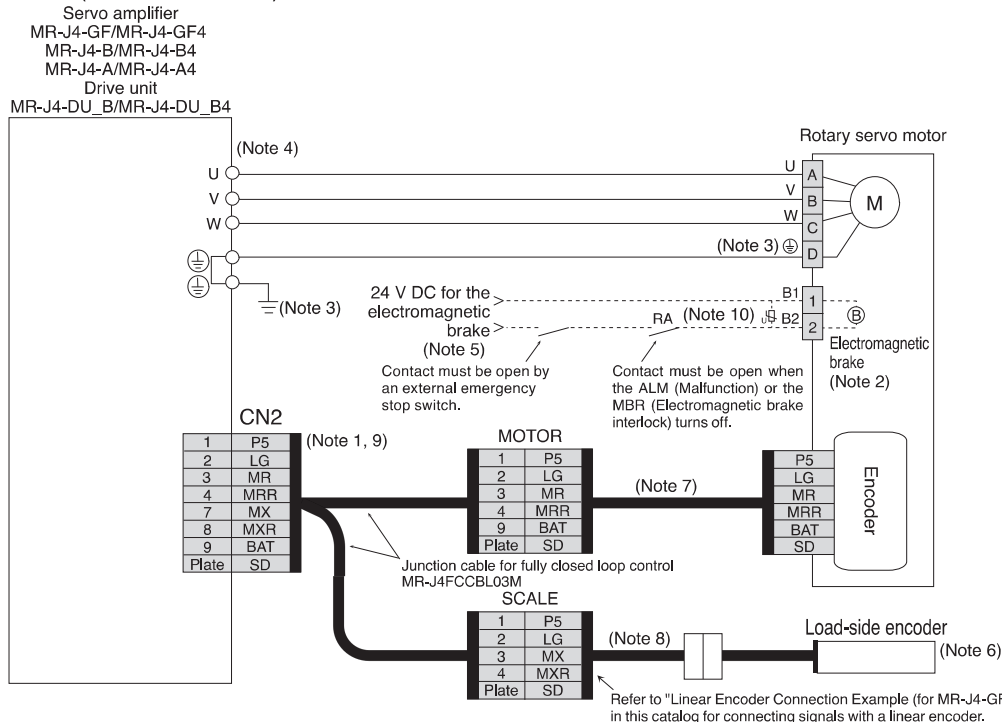 Servo amplifier
MR-J4-GF/MR-J4-GF4
MR-J4-B/MR-J4-B4
MR-J4-A/MR-J4-A4
Drive unit
MR-J4-DU_B/MR-J4-DU_B4
(Note 4)
U
V
W
(Note 3)
Rotary servo motor
U
A
V
B
W
C
(Note 3)
D
M
24 V DC for the
electromagnetic
brake
(Note 5)
Contact must be open by
an external emergency
stop switch.
RA
(Note 10)
U
B1
1
B2
2
B
Electromagnetic
brake
(Note 2)
Contact must be open when
the ALM (Malfunction) or the
MBR (Electromagnetic brake
interlock) turns off.
CN2
(Note 1, 9)
1 P5
2 LG
3 MR
4 MRR
7 MX
8 MXR
9 BAT
Plate SD
MOTOR
1 P5
2 LG
3 MR
4 MRR
9 BAT
Plate SD
(Note 7)
P5
LG
MR
MRR
BAT
SD
Encoder
Junction cable for fully closed loop control
MR-J4FCCBL03M
SCALE
1 P5
2 LG
3 MX
4 MXR
Plate SD
(Note 8)
Load-side encoder
(Note 6)
Refer to "Linear Encoder Connection Example (for MR-J4-GF
in this catalog for connecting signals with a linear encoder.